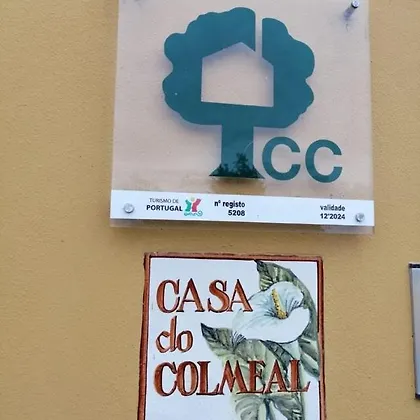 CC
TURISMO DE
PORTUGAL
nº registo
5208
validade
12'2024
CASA
do
COLMEAL